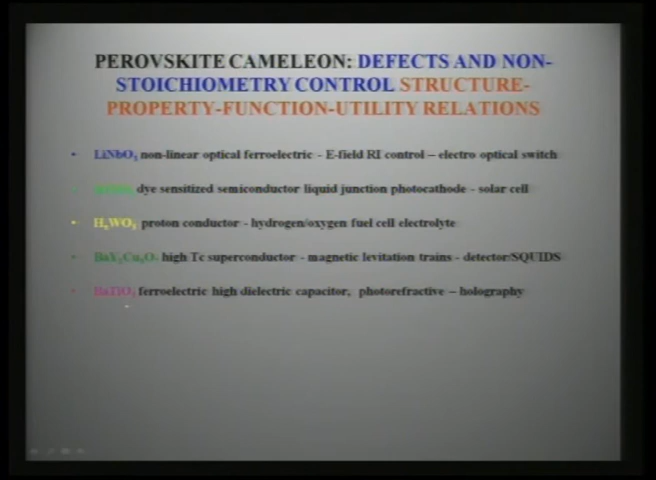 PEROVSKITE CAMELEON: DEFECTS AND NON-
STOICHIOMETRY CONTROL STRUCTURE-
PROPERTY-FUNCTION-UTILITY RELATIONS
• LiNbO3 non-linear optical ferroelectric - E-field RI control – electro optical switch
• dye sensitized semiconductor liquid junction photocathode - solar cell
• proton conductor - hydrogen/oxygen fuel cell electrolyte
• high Tc superconductor - magnetic levitation trains - detector/SQUIDS
• BaTiO3 ferroelectric high dielectric capacitor, photorefractive – holography